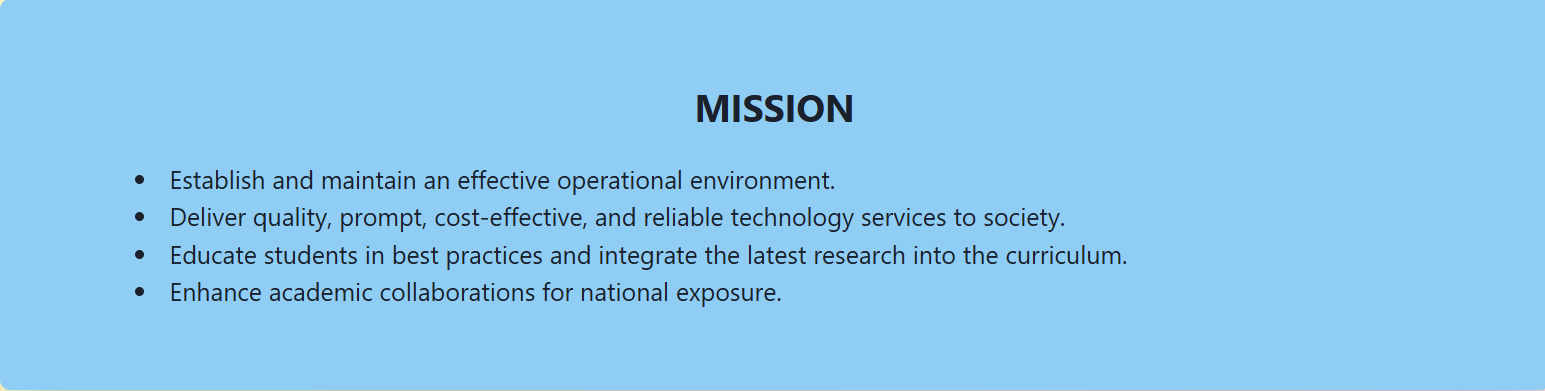 MISSION
• Establish and maintain an effective operational environment.
• Deliver quality, prompt, cost-effective, and reliable technology services to society.
• Educate students in best practices and integrate the latest research into the curriculum.
• Enhance academic collaborations for national exposure.